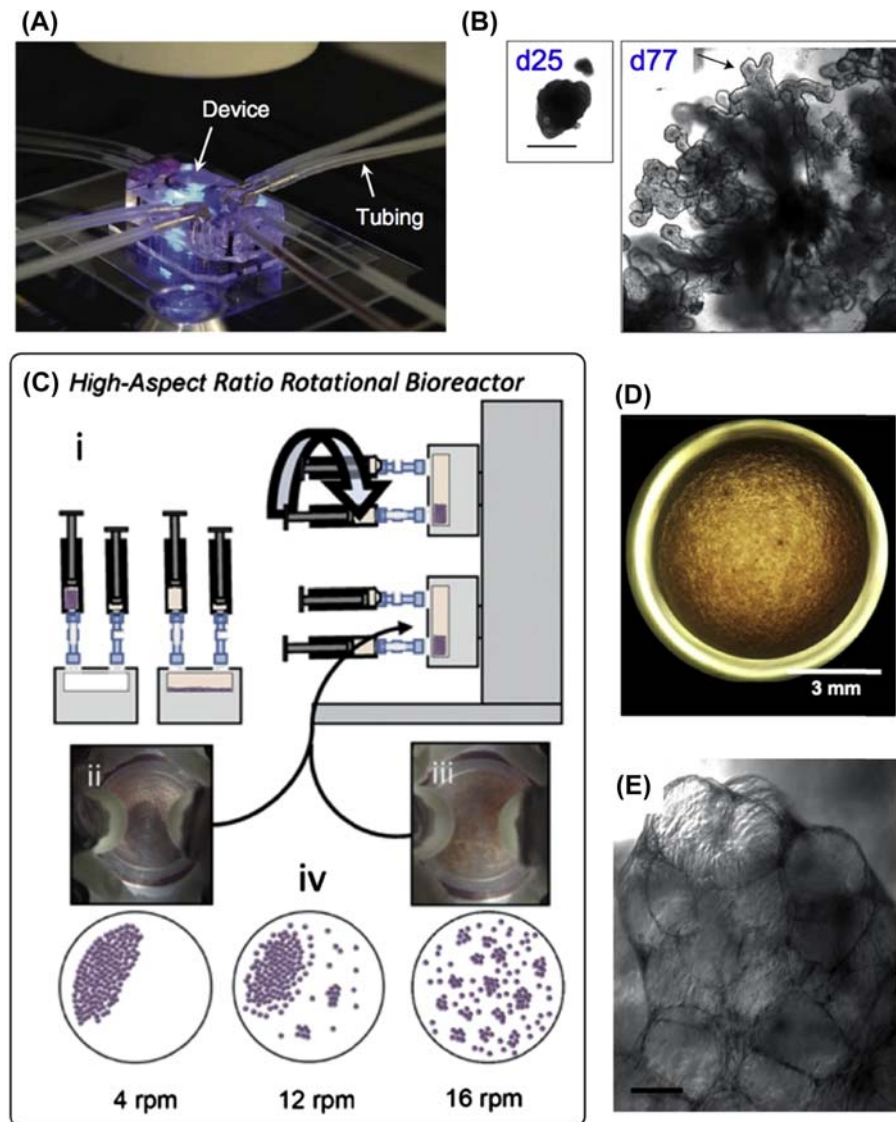 (A)
Device
Tubing
(B)
d25
d77
(C) High-Aspect Ratio Rotational Bioreactor
i
ii
iii
iv
4 rpm
12 rpm
16 rpm
(D)
3 mm
(E)